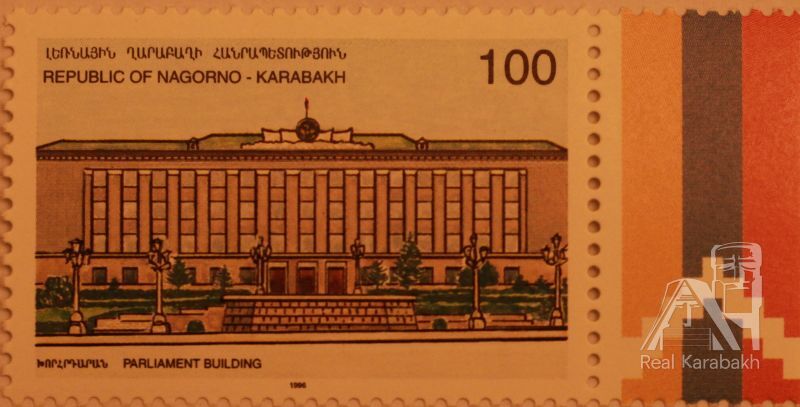 ԼԵՌՆԱՅԻՆ ՂԱՐԱԲԱՂԻ ՀԱՆՐԱՊԵՏՈՒԹՅՈՒՆ
REPUBLIC OF NAGORNO - KARABAKH
100
ԽՈՐՀՐԴԱՐԱՆ PARLIAMENT BUILDING
1996
Real Karabakh